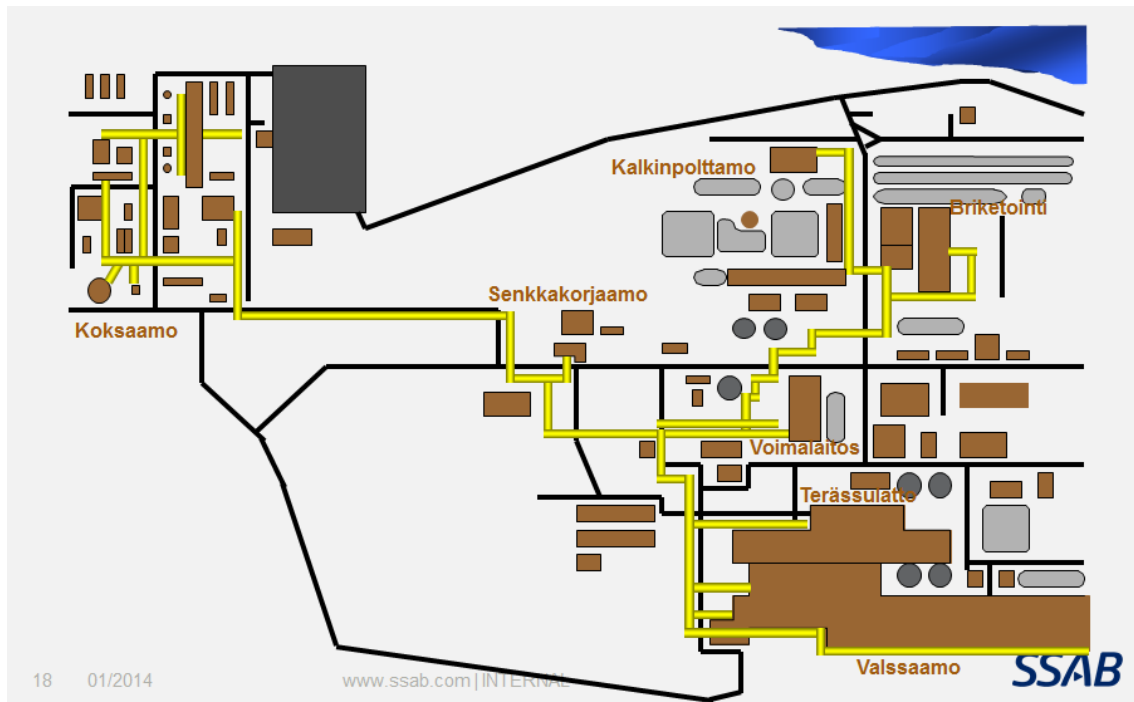 Kalkinpolttamo
Briketointi
Senkkakorjaamo
Koksaamo
Voimalaitos
Terässulatto
Valssaamo
18 01/2014 www.ssab.com | INTERNAL
SSAB